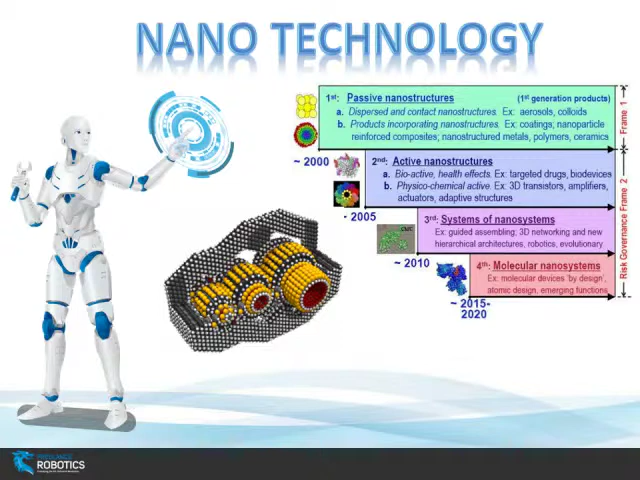 NANO TECHNOLOGY
1st: Passive nanostructures (1st generation products)
a. Dispersed and contact nanostructures. Ex: aerosols, colloids
b. Products incorporating nanostructures. Ex: coatings; nanoparticle
reinforced composites; nanostructured metals, polymers, ceramics
~ 2000
2nd: Active nanostructures
a. Bio-active, health effects. Ex: targeted drugs, biodevices
b. Physico-chemical active. Ex: 3D transistors, amplifiers,
actuators, adaptive structures
~ 2005
3rd: Systems of nanosystems
Ex: guided assembling; 3D networking and new
hierarchical architectures, robotics, evolutionary
~ 2010
4th: Molecular nanosystems
Ex: molecular devices 'by design',
atomic design, emerging functions
~ 2015-
2020
Frame 1
Risk Governance Frame 2
FREELANCE
ROBOTICS